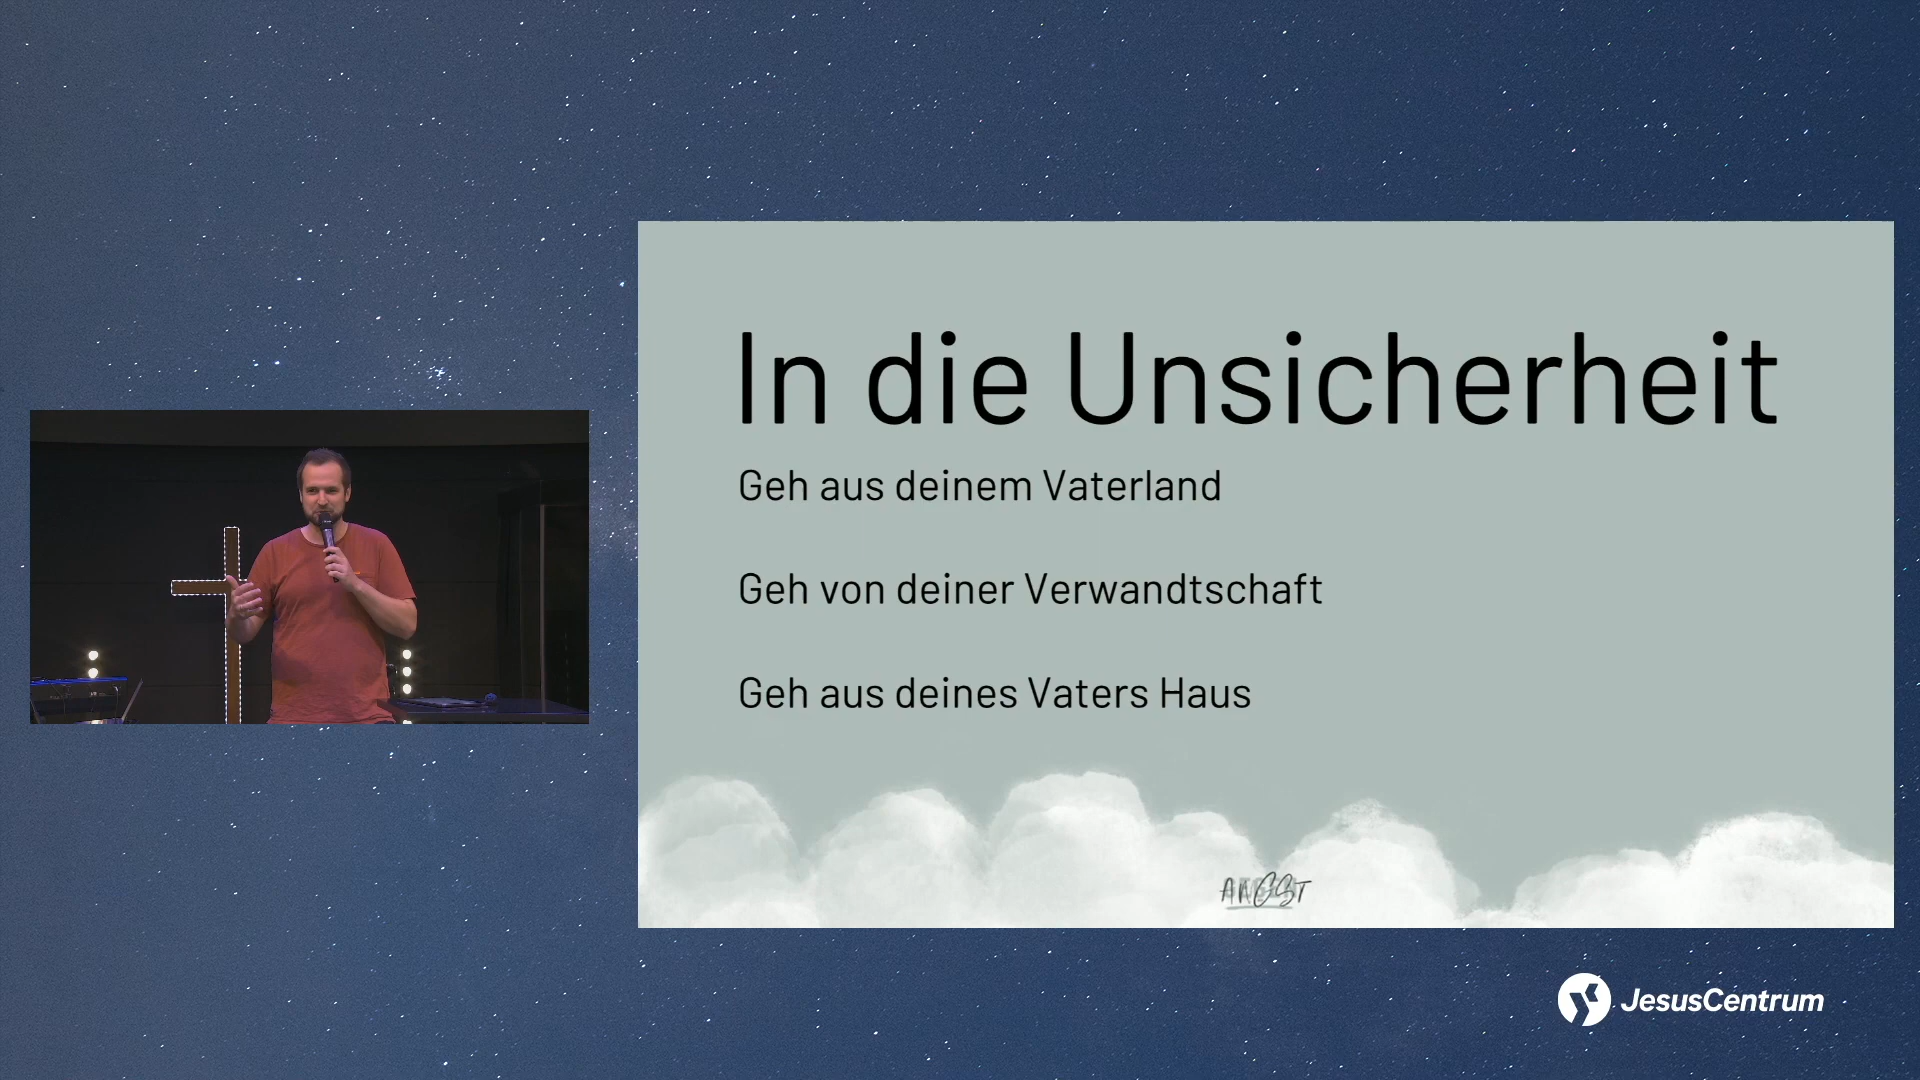 In die Unsicherheit
Geh aus deinem Vaterland
Geh von deiner Verwandtschaft
Geh aus deines Vaters Haus
ANGST
JesusCentrum